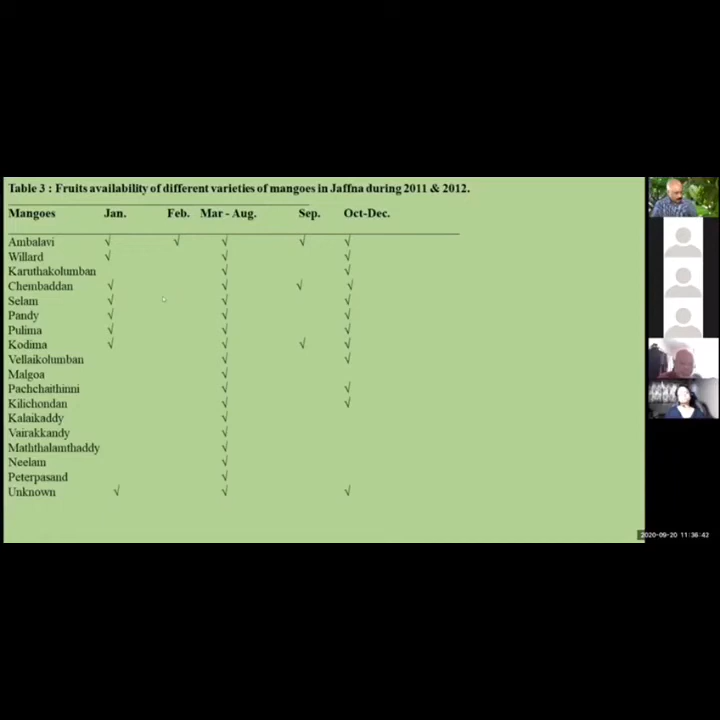 Table 3 : Fruits availability of different varieties of mangoes in Jaffna during 2011 & 2012.
Mangoes Jan. Feb. Mar - Aug. Sep. Oct-Dec.
Ambalavi √ √ √ √ √
Willard √ √ √
Karuthakolumban √ √
Chembaddan √ √ √ √
Selam √ √ √
Pandy √ √ √
Pulima √ √ √
Kodima √ √ √ √
Vellaikolumban √ √
Malgoa √
Pachchaithinni √ √
Kilichondan √ √
Kalaikaddy √
Vairakkandy √
Maththalamthaddy √
Neelam √
Peterpasand √
Unknown √ √ √
2020-09-20 11:36:42